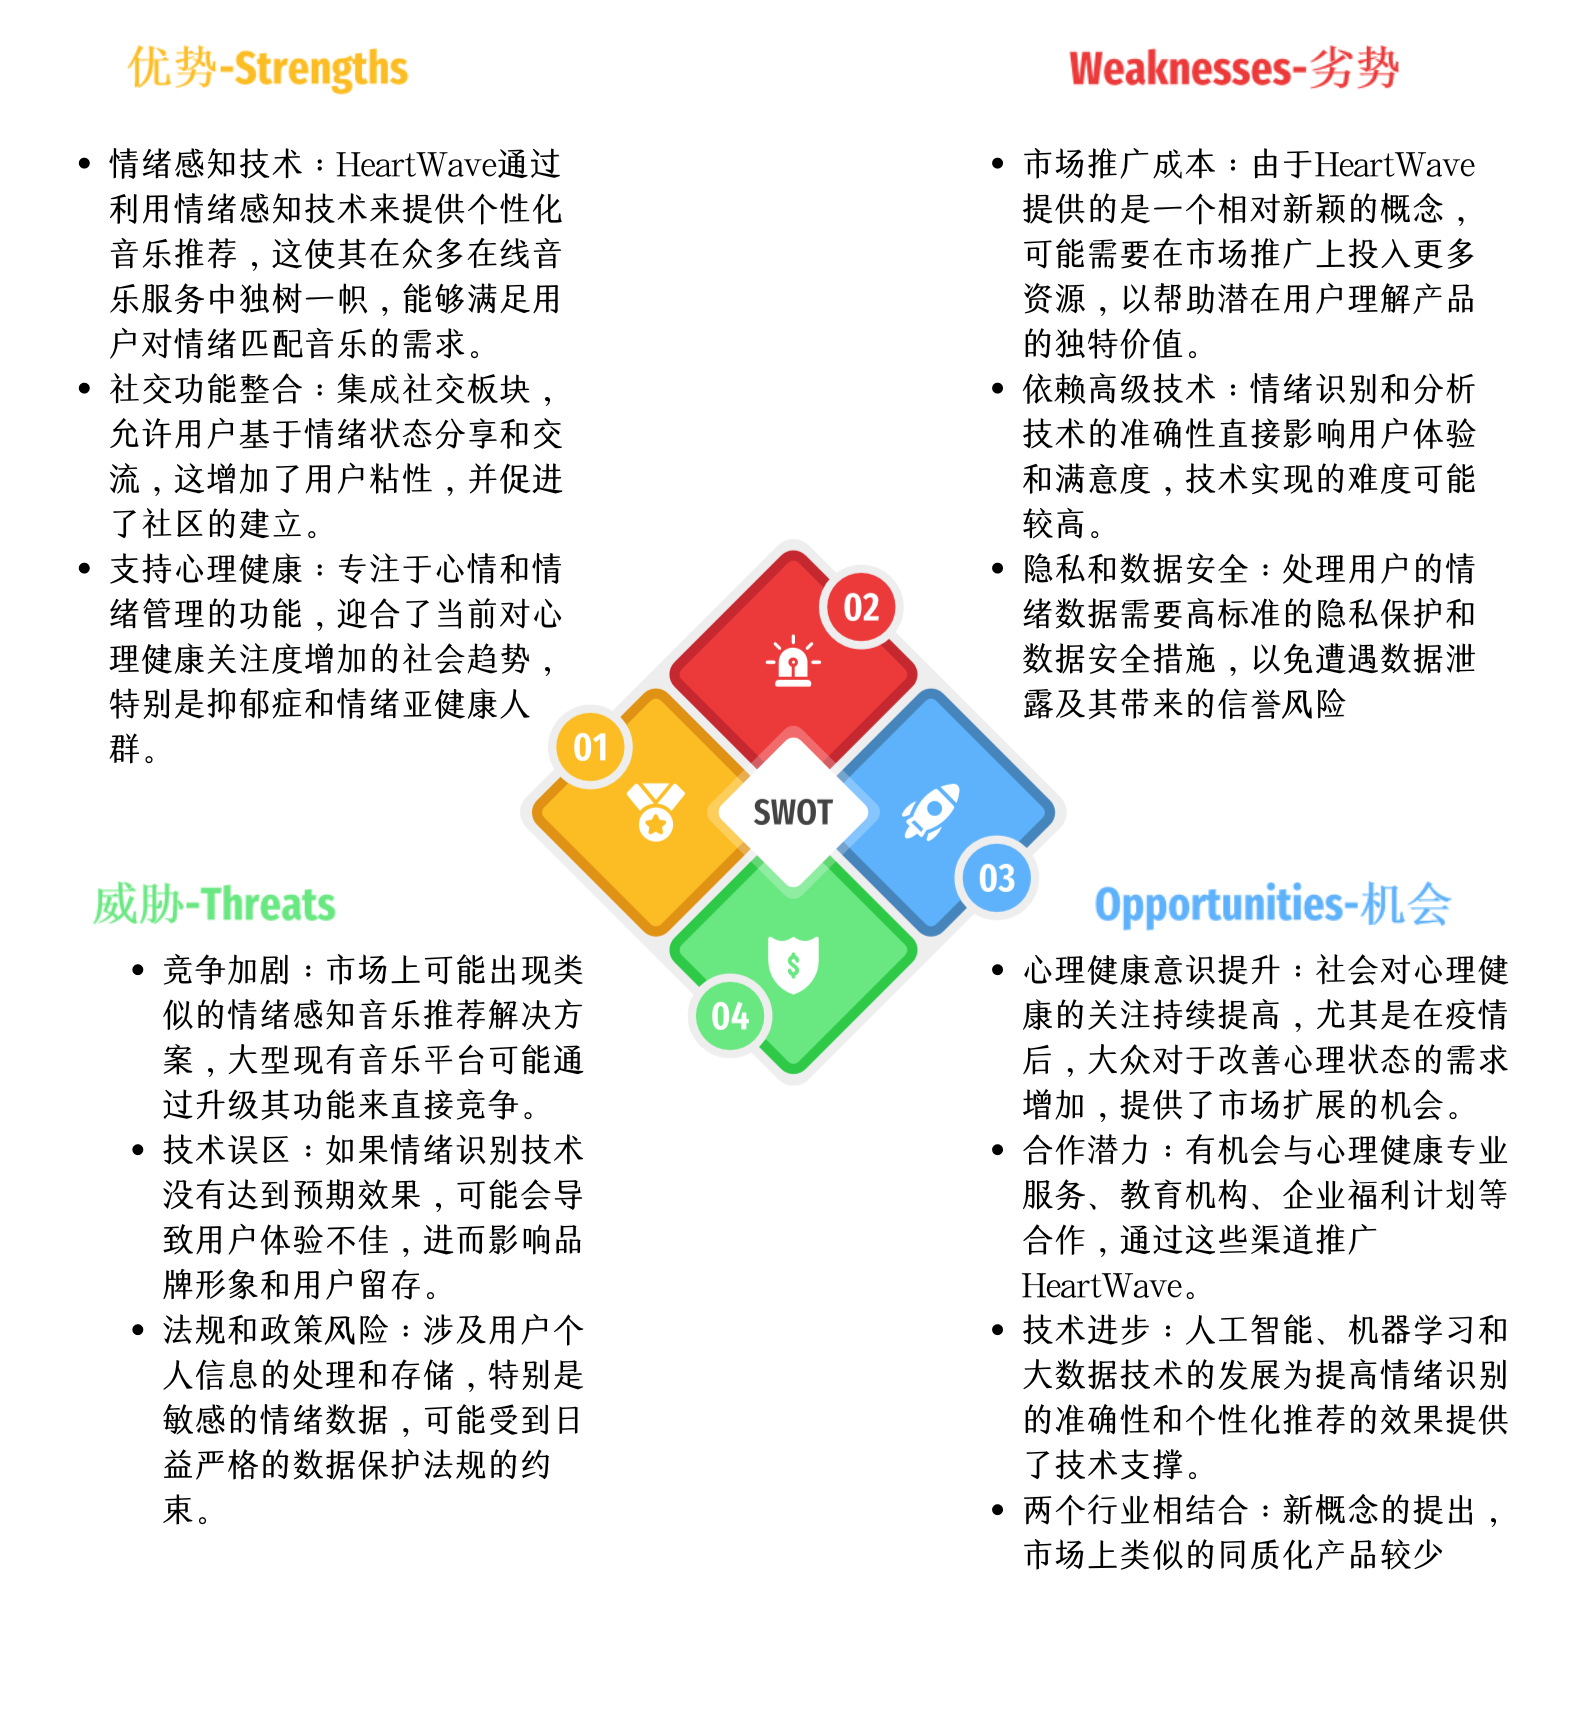 优势-Strengths
情绪感知技术：HeartWave通过
利用情绪感知技术来提供个性化
音乐推荐，这使其在众多在线音
乐服务中独树一帜，能够满足用
户对情绪匹配音乐的需求。
社交功能整合：集成社交板块，
允许用户基于情绪状态分享和交
流，这增加了用户粘性，并促进
了社区的建立。
支持心理健康：专注于心情和情
绪管理的功能，迎合了当前对心
理健康关注度增加的社会趋势，
特别是抑郁症和情绪亚健康人
群。
Weaknesses-劣势
市场推广成本：由于HeartWave
提供的是一个相对新颖的概念，
可能需要在市场推广上投入更多
资源，以帮助潜在用户理解产品
的独特价值。
依赖高级技术：情绪识别和分析
技术的准确性直接影响用户体验
和满意度，技术实现的难度可能
较高。
隐私和数据安全：处理用户的情
绪数据需要高标准的隐私保护和
数据安全措施，以免遭遇数据泄
露及其带来的信誉风险
02
01
SWOT
03
04
威胁-Threats
竞争加剧：市场上可能出现类
似的情绪感知音乐推荐解决方
案，大型现有音乐平台可能通
过升级其功能来直接竞争。
技术误区：如果情绪识别技术
没有达到预期效果，可能会导
致用户体验不佳，进而影响品
牌形象和用户留存。
法规和政策风险：涉及用户个
人信息的处理和存储，特别是
敏感的情绪数据，可能受到日
益严格的数据保护法规的约
束。
Opportunities-机会
心理健康意识提升：社会对心理健
康的关注持续提高，尤其是在疫情
后，大众对于改善心理状态的需求
增加，提供了市场扩展的机会。
合作潜力：有机会与心理健康专业
服务、教育机构、企业福利计划等
合作，通过这些渠道推广
HeartWave。
技术进步：人工智能、机器学习和
大数据技术的发展为提高情绪识别
的准确性和个性化推荐的效果提供
了技术支撑。
两个行业相结合：新概念的提出，
市场上类似的同质化产品较少